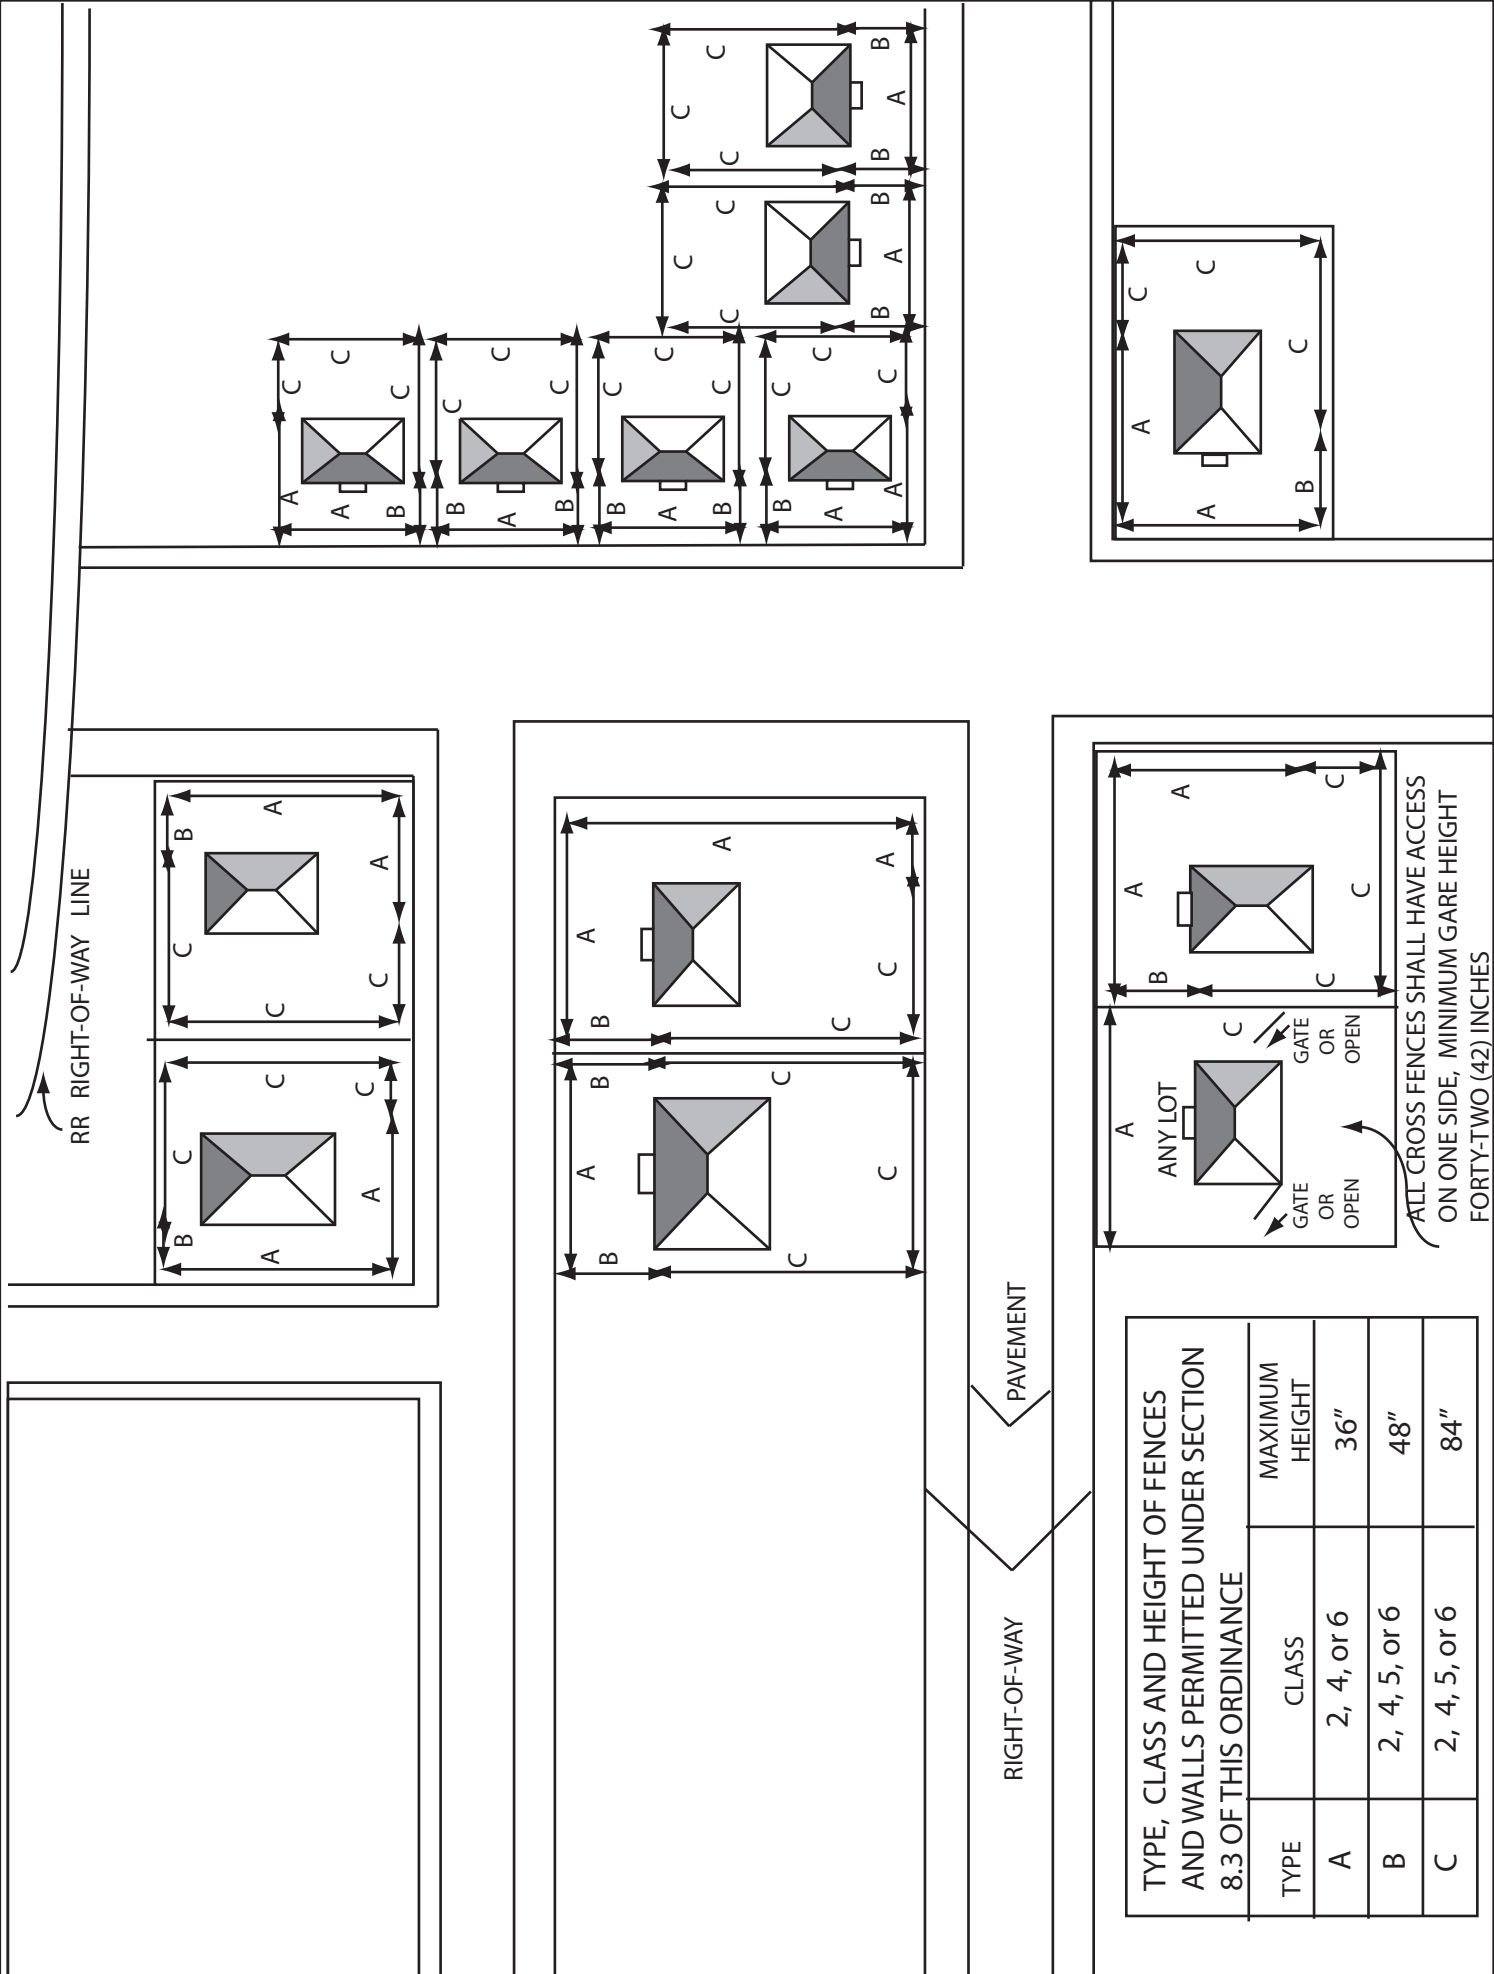 RR RIGHT-OF-WAY LINE
B C
A C
A C
C B
C A
C A
A C
A C
B C
B C
A C
B C
B C
A C
B C
B C
A C
A C
C
C C
B B
A
C
C C
B B
A
A
B B
C C
C
A
B A
C
C A
PAVEMENT
RIGHT-OF-WAY
A
ANY LOT
C
GATE
OR
OPEN
GATE
OR
OPEN
A
B A
C C
C
A C
A C
B C
ALL CROSS FENCES SHALL HAVE ACCESS
ON ONE SIDE, MINIMUM GARE HEIGHT
FORTY-TWO (42) INCHES
TYPE, CLASS AND HEIGHT OF FENCES
AND WALLS PERMITTED UNDER SECTION
8.3 OF THIS ORDINANCE
TYPE CLASS MAXIMUM HEIGHT
A 2, 4, or 6 36"
B 2, 4, 5, or 6 48"
C 2, 4, 5, or 6 84"